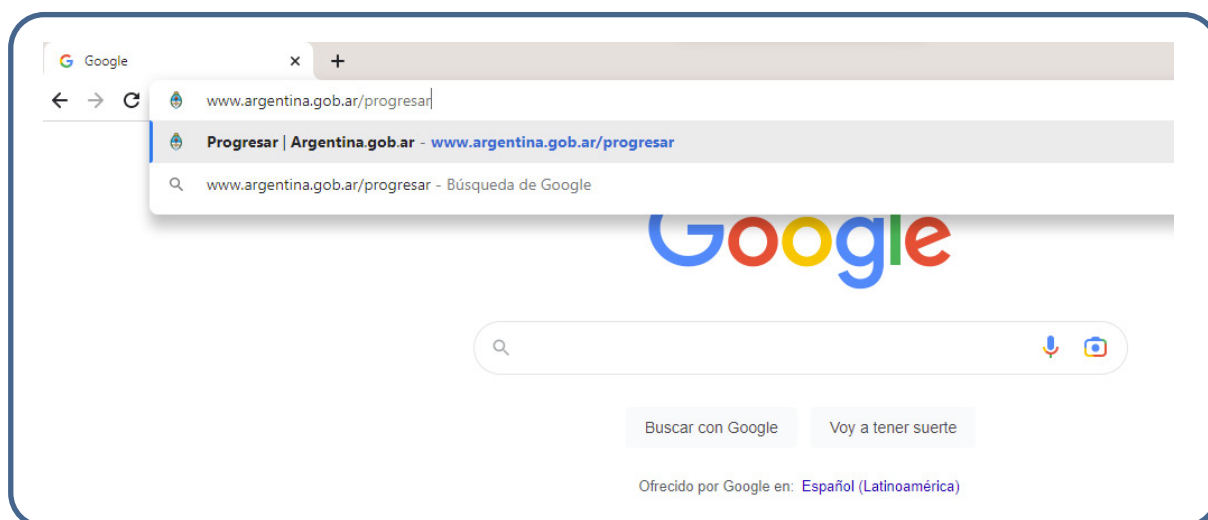 Google
www.argentina.gob.ar/progresar
Progresar | Argentina.gob.ar - www.argentina.gob.ar/progresar
www.argentina.gob.ar/progresar - Búsqueda de Google
Google
Buscar con Google Voy a tener suerte
Ofrecido por Google en: Español (Latinoamérica)